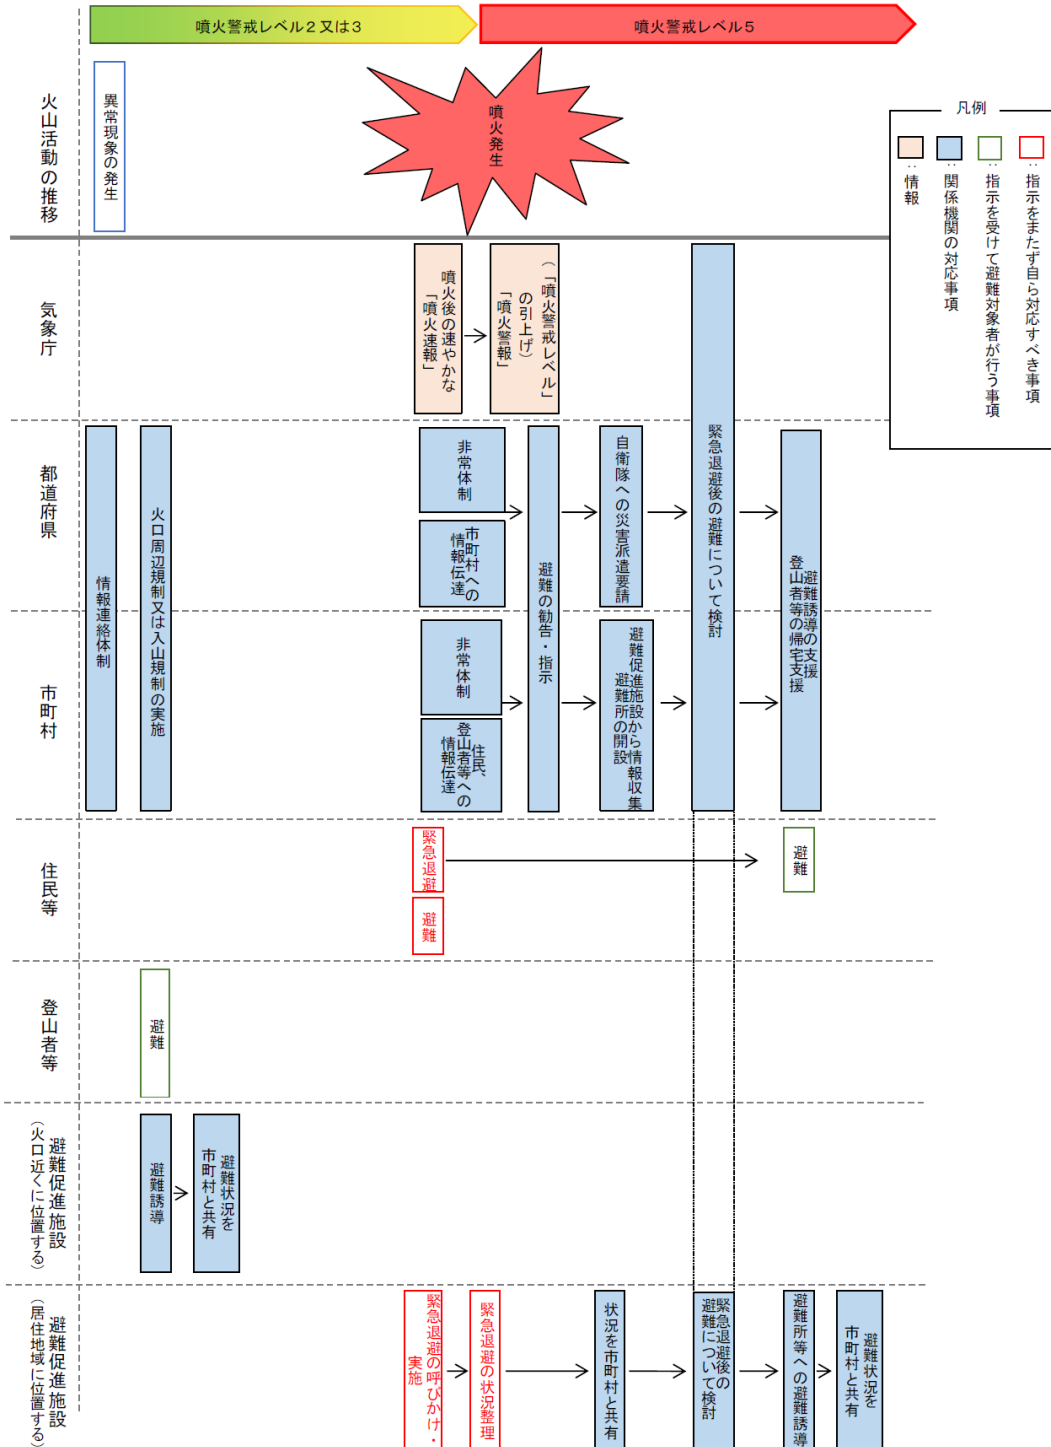 噴火警戒レベル２又は３
噴火警戒レベル５
火山活動の推移
異常現象の発生
噴火発生
凡例
：情報
：関係機関の対応事項
：指示を受けて避難対象者が行う事項
：指示をまたず自ら対応すべき事項
気象庁
噴火後の速やかな
「噴火速報」
（「噴火警戒レベル」
の引上げ）
「噴火警報」
都道府県
市町村
情報連絡体制
火口周辺規制又は入山規制の実施
非常体制
市町村への
情報伝達
非常体制
住民、
登山者等への
情報伝達
避難の勧告・指示
自衛隊への災害派遣要請
避難促進施設から情報収集
避難所の開設
緊急退避後の避難について検討
避難誘導の支援
登山者等の帰宅支援
住民等
緊急退避
避難
避難
登山者等
避難
避難促進施設
（火口近くに位置する）
避難誘導
避難状況を
市町村と共有
避難促進施設
（居住地域に位置する）
緊急退避の呼びかけ・
実施
緊急退避の状況整理
状況を市町村と共有
緊急退避後の
避難について検討
避難所等への避難誘導
避難状況を
市町村と共有